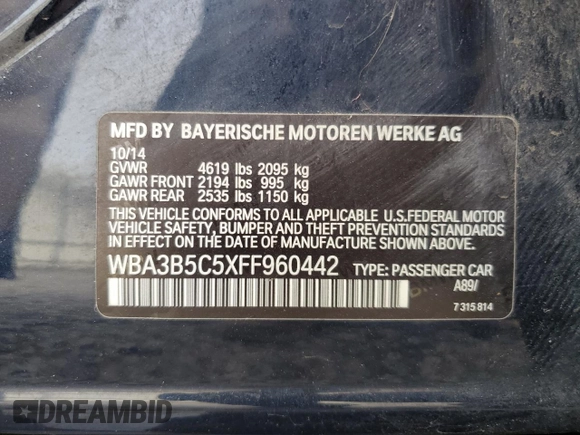 MFD BY BAYERISCHE MOTOREN WERKE AG
10/14
GVWR 4619 lbs 2095 kg
GAWR FRONT 2194 lbs 995 kg
GAWR REAR 2535 lbs 1150 kg
THIS VEHICLE CONFORMS TO ALL APPLICABLE U.S.FEDERAL MOTOR
VEHICLE SAFETY, BUMPER AND THEFT PREVENTION STANDARDS
IN EFFECT ON THE DATE OF MANUFACTURE SHOWN ABOVE.
WBA3B5C5XFF960442 TYPE: PASSENGER CAR
A89/
7 315 814
DREAMBID